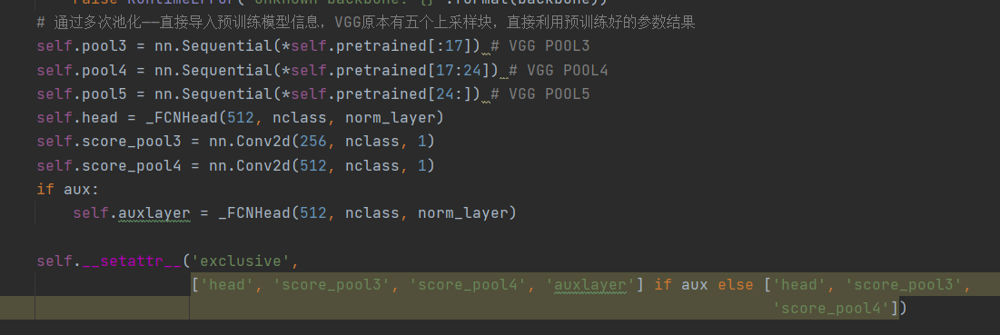 raise RuntimeError('unknown backbone: {}'.format(backbone))
# 通过多次池化——直接导入预训练模型信息，VGG原本有五个上采样块，直接利用预训练好的参数结果
self.pool3 = nn.Sequential(*self.pretrained[:17]) # VGG POOL3
self.pool4 = nn.Sequential(*self.pretrained[17:24]) # VGG POOL4
self.pool5 = nn.Sequential(*self.pretrained[24:]) # VGG POOL5
self.head = _FCNHead(512, nclass, norm_layer)
self.score_pool3 = nn.Conv2d(256, nclass, 1)
self.score_pool4 = nn.Conv2d(512, nclass, 1)
if aux:
    self.auxlayer = _FCNHead(512, nclass, norm_layer)
self.__setattr__('exclusive',
                 ['head', 'score_pool3', 'score_pool4', 'auxlayer'] if aux else ['head', 'score_pool3',
                                                                                 'score_pool4'])